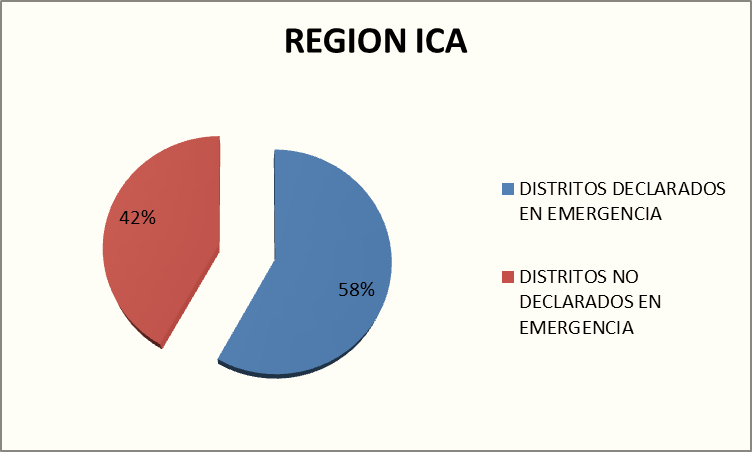 REGION ICA
42%
58%
DISTRITOS DECLARADOS
EN EMERGENCIA
DISTRITOS NO
DECLARADOS EN
EMERGENCIA